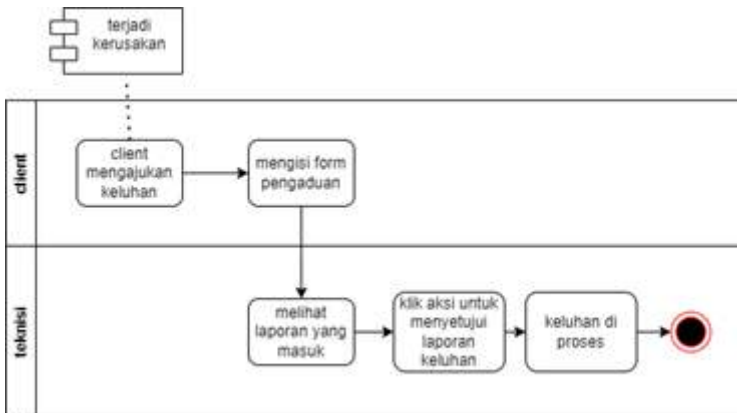 terjadi
kerusakan
client
client
mengajukan
keluhan
mengisi form
pengaduan
teknisi
melihat
laporan yang
masuk
klik aksi untuk
menyetujui
laporan
keluhan
keluhan di
proses